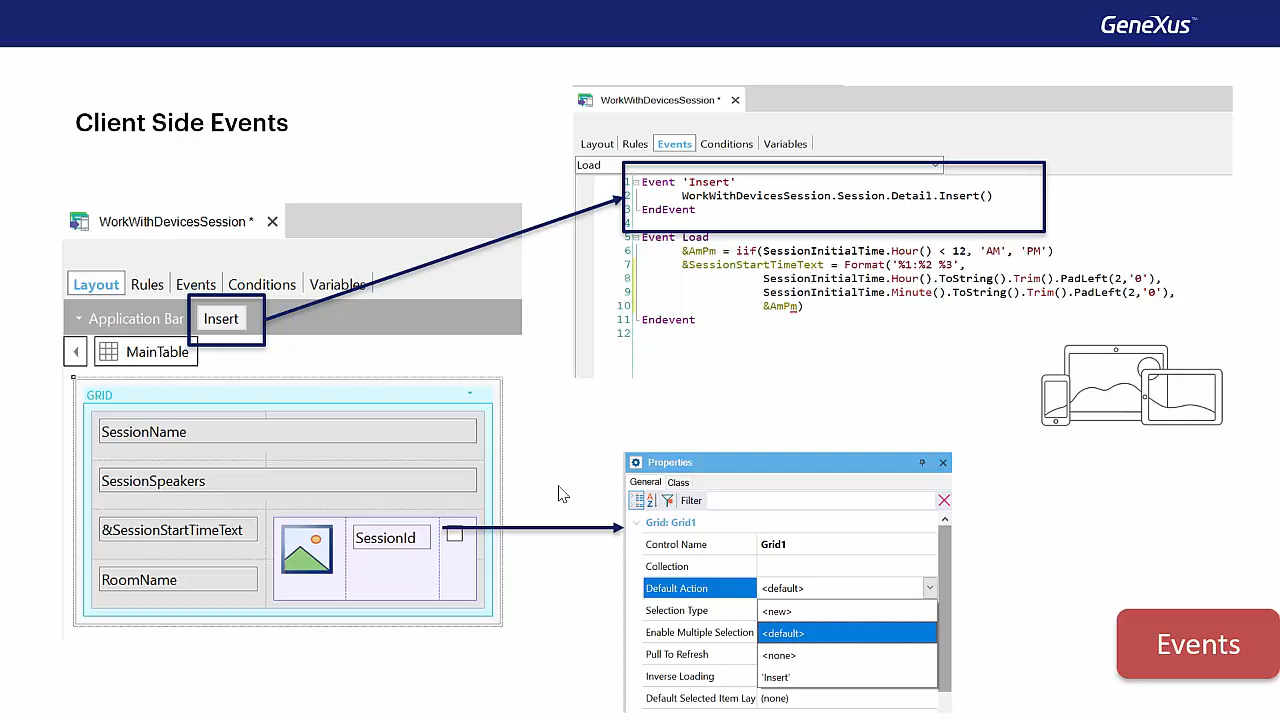 GeneXus™
Client Side Events
WorkWithDevicesSession *
Layout Rules Events Conditions Variables
Load
1 Event 'Insert'
2 WorkWithDevicesSession.Session.Detail.Insert()
3 EndEvent
4
5 Event Load
6 &AmPm = iif(SessionInitialTime.Hour() < 12, 'AM', 'PM')
7 &SessionStartTimeText = Format('%1:%2 %3',
8 SessionInitialTime.Hour().ToString().Trim().PadLeft(2,'0'),
9 SessionInitialTime.Minute().ToString().Trim().PadLeft(2,'0'),
10 &AmPm)
11 Endevent
12
WorkWithDevicesSession *
Layout Rules Events Conditions Variables
Application Bar Insert
MainTable
GRID
SessionName
SessionSpeakers
&SessionStartTimeText
SessionId
RoomName
Properties
General Class
Filter
Grid: Grid1
Control Name Grid1
Collection
Default Action <default>
Selection Type <new>
Enable Multiple Selection <default>
Pull To Refresh <none>
Inverse Loading 'Insert'
Default Selected Item Lay (none)
Events